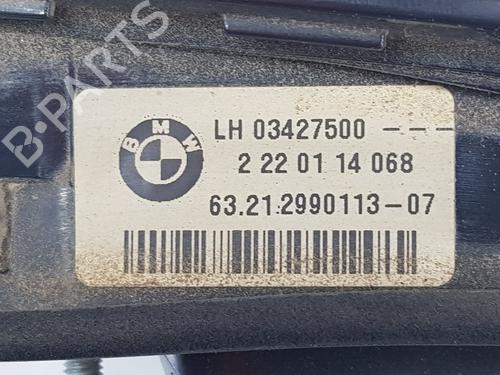 B-PARTS
BMW
LH 03427500 ---
2 22 01 14 068
63.21 2990113-07